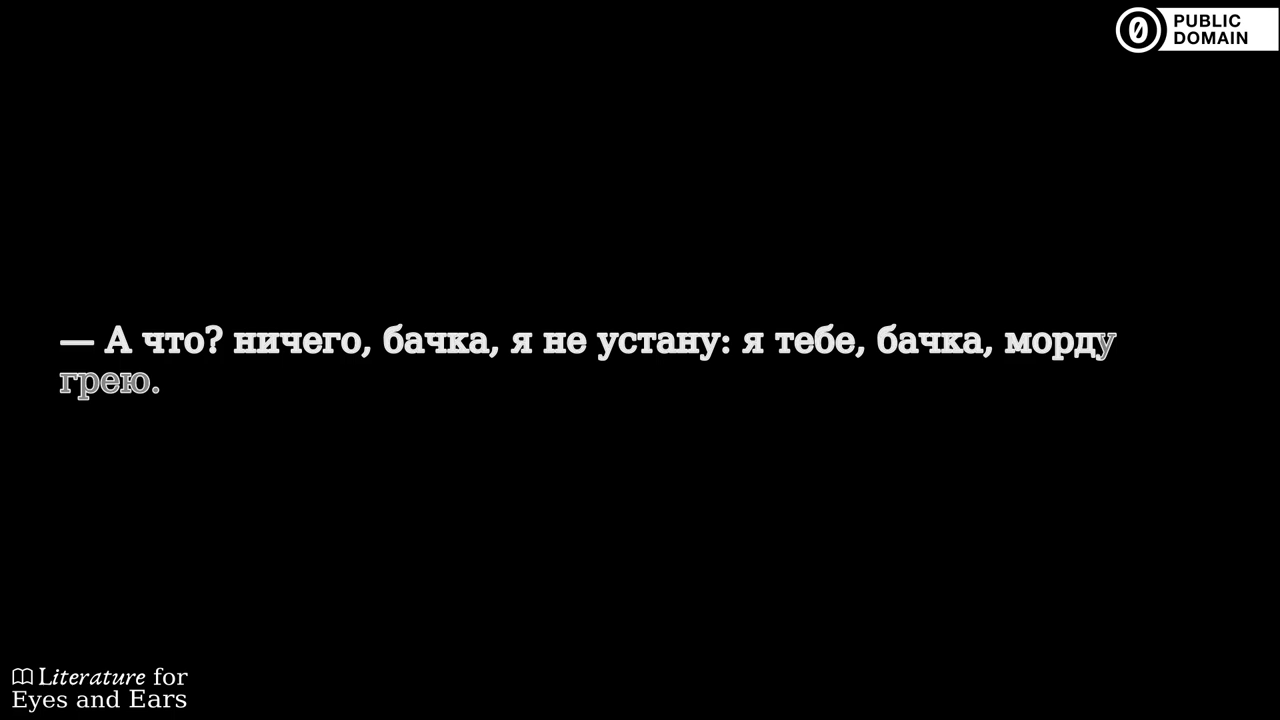 PUBLIC
DOMAIN
— А что? ничего, бачка, я не устану: я тебе, бачка, морду
грею.
Literature for
Eyes and Ears